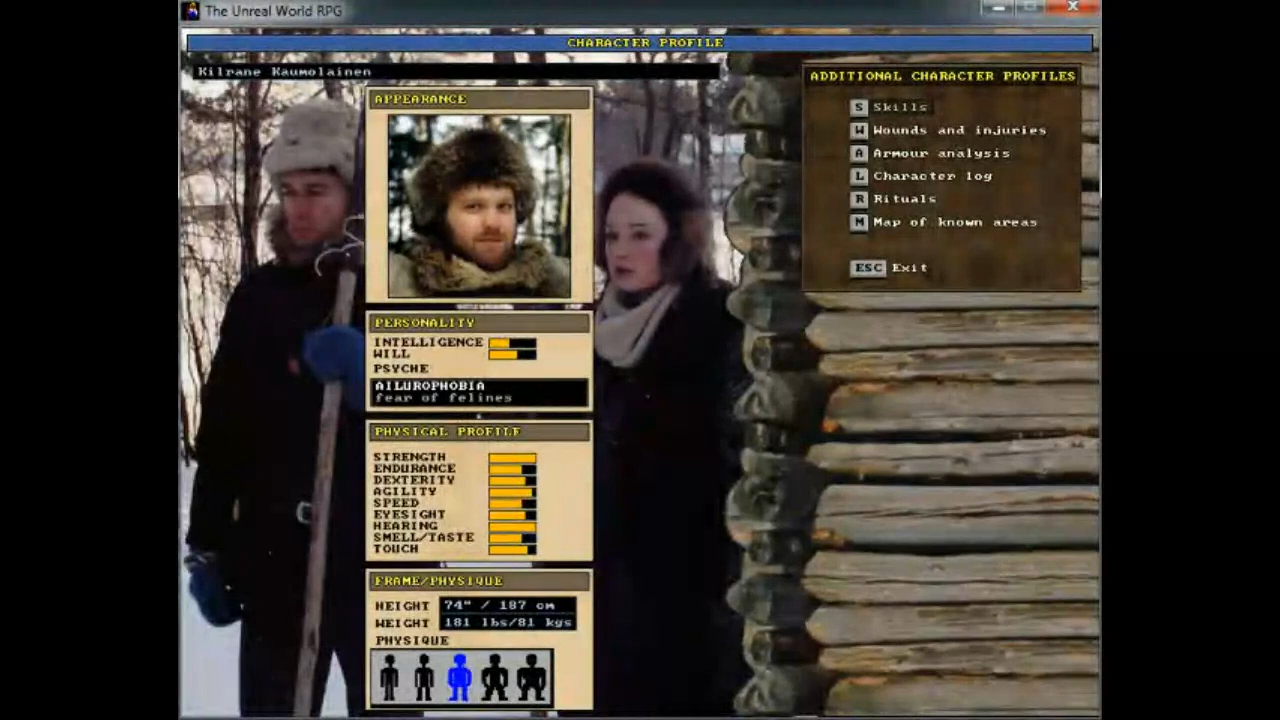 The Unreal World RPG
CHARACTER PROFILE
Kilrane Kaumolainen
APPEARANCE
PERSONALITY
INTELLIGENCE
WILL
PSYCHE
AILUROPHOBIA
fear of felines
PHYSICAL PROFILE
STRENGTH
ENDURANCE
DEXTERITY
AGILITY
SPEED
EYESIGHT
HEARING
SMELL/TASTE
TOUCH
FRAME/PHYSIQUE
HEIGHT 74" / 187 cm
WEIGHT 181 lbs/81 kgs
PHYSIQUE
ADDITIONAL CHARACTER PROFILES
S Skills
W Wounds and injuries
A Armour analysis
L Character log
R Rituals
M Map of known areas
ESC Exit